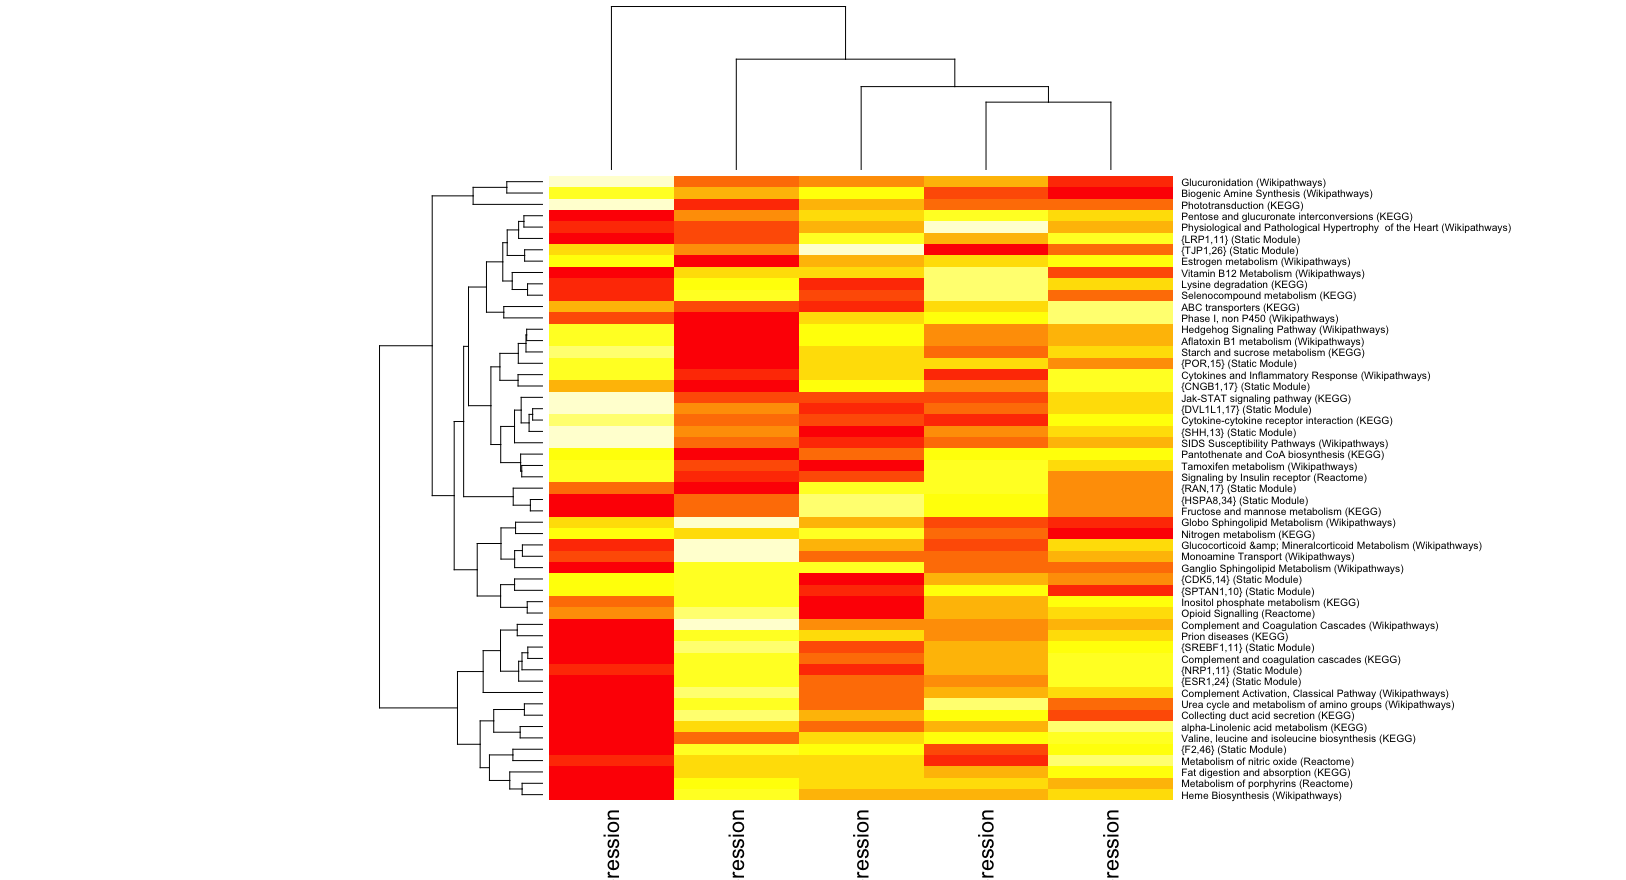 Glucuronidation (Wikipathways)
Biogenic Amine Synthesis (Wikipathways)
Phototransduction (KEGG)
Pentose and glucuronate interconversions (KEGG)
Physiological and Pathological Hypertrophy  of the Heart (Wikipathways)
{LRP1,11} (Static Module)
{TJP1,26} (Static Module)
Estrogen metabolism (Wikipathways)
Vitamin B12 Metabolism (Wikipathways)
Lysine degradation (KEGG)
Selenocompound metabolism (KEGG)
ABC transporters (KEGG)
Phase I, non P450 (Wikipathways)
Hedgehog Signaling Pathway (Wikipathways)
Aflatoxin B1 metabolism (Wikipathways)
Starch and sucrose metabolism (KEGG)
{POR,15} (Static Module)
Cytokines and Inflammatory Response (Wikipathways)
{CNGB1,17} (Static Module)
Jak-STAT signaling pathway (KEGG)
{DVL1L1,17} (Static Module)
Cytokine-cytokine receptor interaction (KEGG)
{SHH,13} (Static Module)
SIDS Susceptibility Pathways (Wikipathways)
Pantothenate and CoA biosynthesis (KEGG)
Tamoxifen metabolism (Wikipathways)
Signaling by Insulin receptor (Reactome)
{RAN,17} (Static Module)
{HSPA8,34} (Static Module)
Fructose and mannose metabolism (KEGG)
Globo Sphingolipid Metabolism (Wikipathways)
Nitrogen metabolism (KEGG)
Glucocorticoid &amp; Mineralcorticoid Metabolism (Wikipathways)
Monoamine Transport (Wikipathways)
Ganglio Sphingolipid Metabolism (Wikipathways)
{CDK5,14} (Static Module)
{SPTAN1,10} (Static Module)
Inositol phosphate metabolism (KEGG)
Opioid Signalling (Reactome)
Complement and Coagulation Cascades (Wikipathways)
Prion diseases (KEGG)
{SREBF1,11} (Static Module)
Complement and coagulation cascades (KEGG)
{NRP1,11} (Static Module)
{ESR1,24} (Static Module)
Complement Activation, Classical Pathway (Wikipathways)
Urea cycle and metabolism of amino groups (Wikipathways)
Collecting duct acid secretion (KEGG)
alpha-Linolenic acid metabolism (KEGG)
Valine, leucine and isoleucine biosynthesis (KEGG)
{F2,46} (Static Module)
Metabolism of nitric oxide (Reactome)
Fat digestion and absorption (KEGG)
Metabolism of porphyrins (Reactome)
Heme Biosynthesis (Wikipathways)
ression
ression
ression
ression
ression